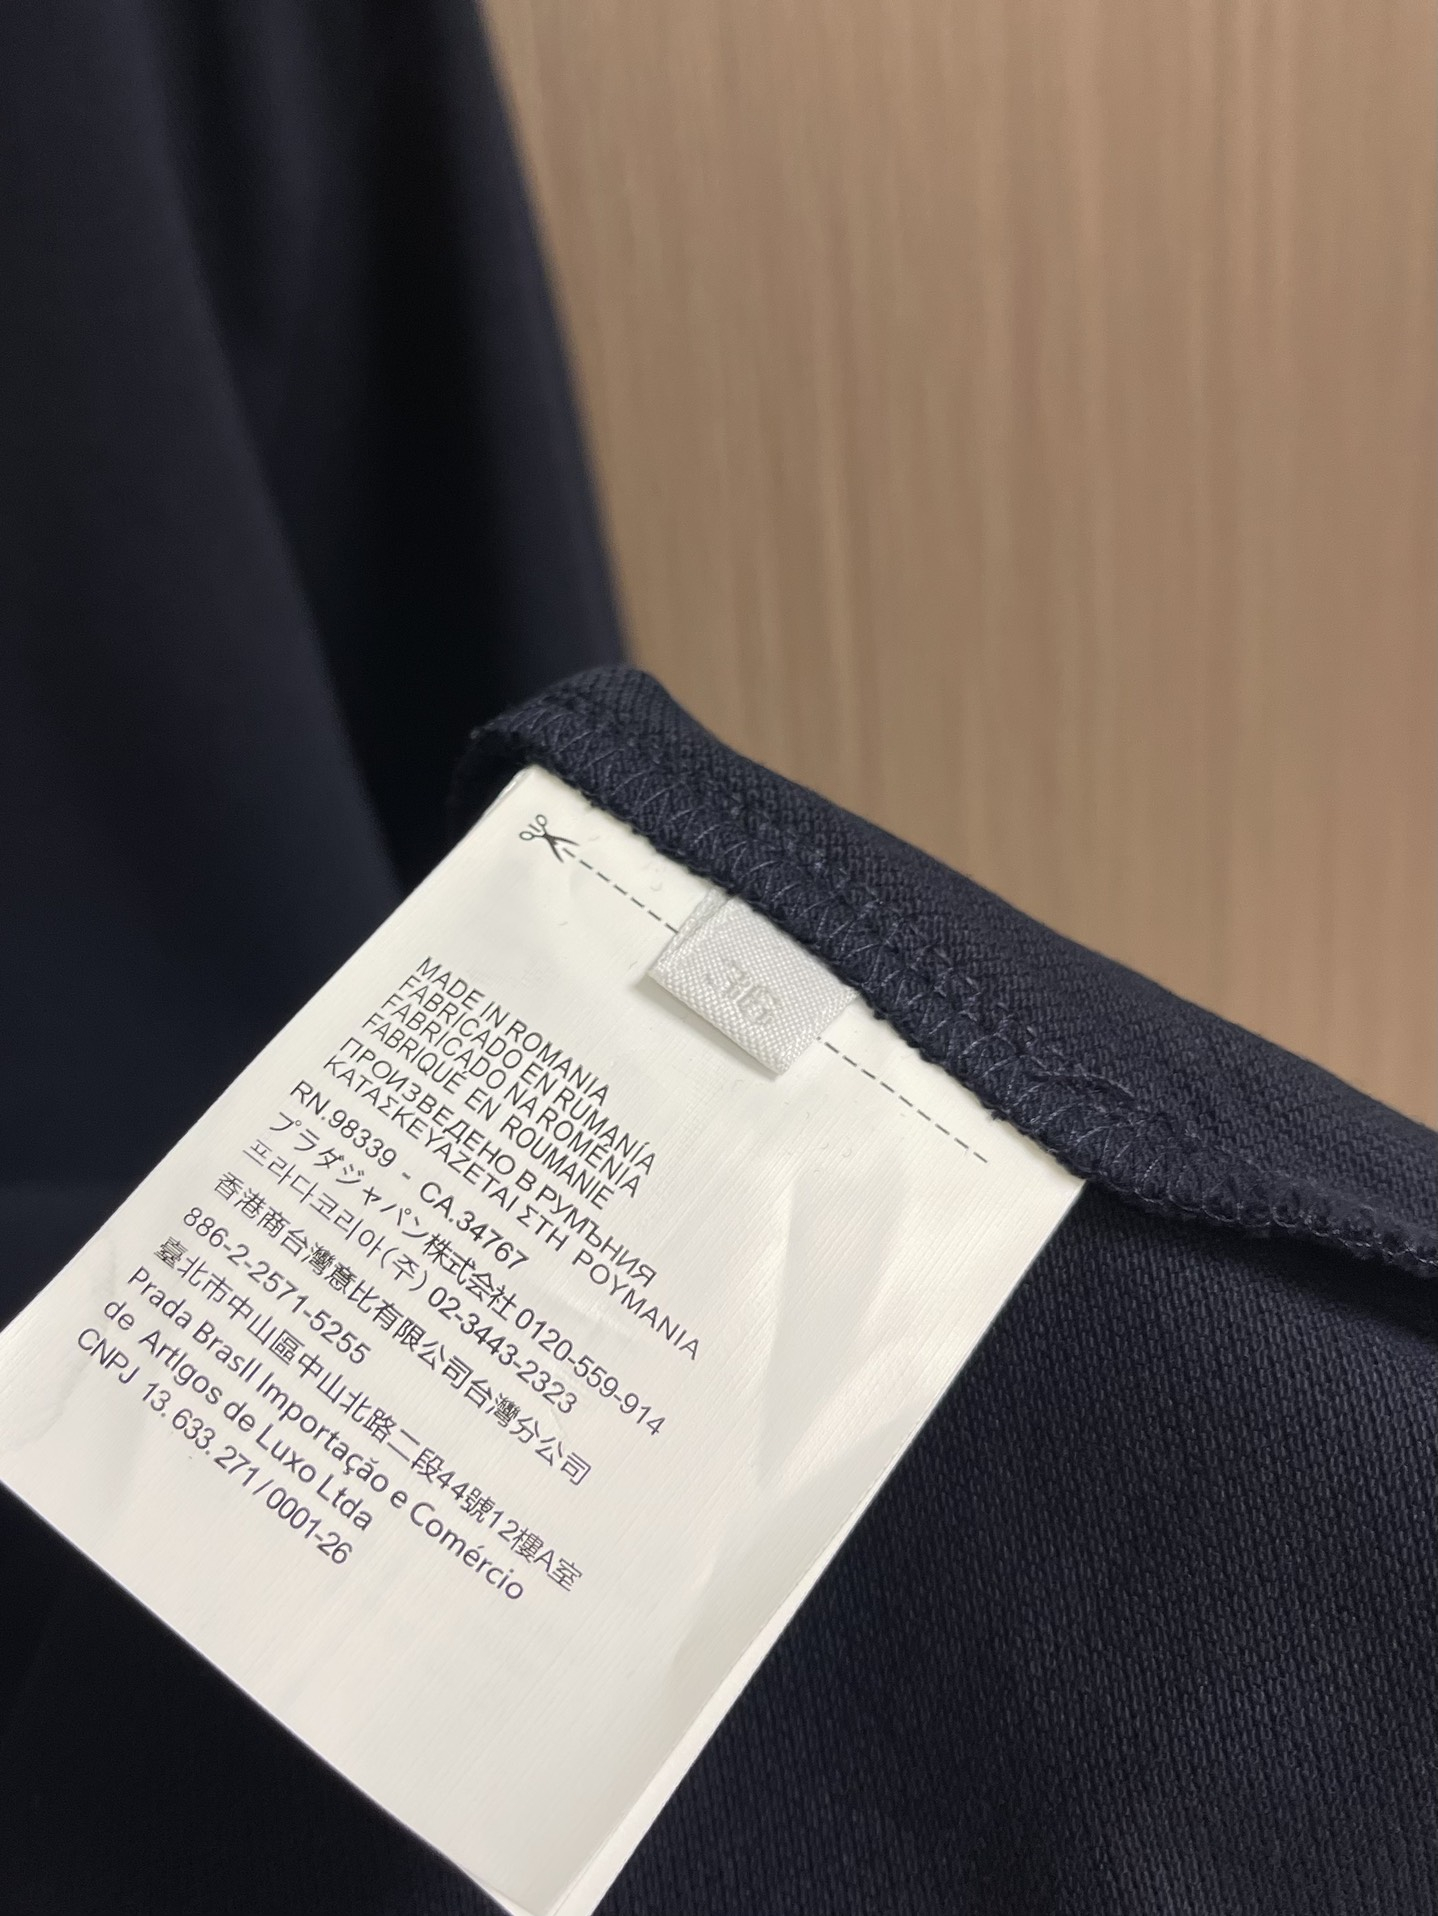 36
MADE IN ROMANIA
FABRICADO EN RUMANÍA
FABRICADO NA ROMÊNIA
FABRIQUÉ EN ROUMANIE
ПРОИЗВЕДЕНО В РУМЪНИЯ
ΚΑΤΑΣΚΕΥΑΖΕΤΑΙ ΣΤΗ ΡΟΥΜΑΝΙΑ
RN.98339 - CA.34767
プラダジャパン株式会社 0120-559-914
프라다코리아(주) 02-3443-2323
香港商台灣意比有限公司台灣分公司
886-2-2571-5255
臺北市中山區中山北路二段44號12樓A室
Prada Brasil Importação e Comércio
de Artigos de Luxo Ltda
CNPJ 13.633.271/0001-26